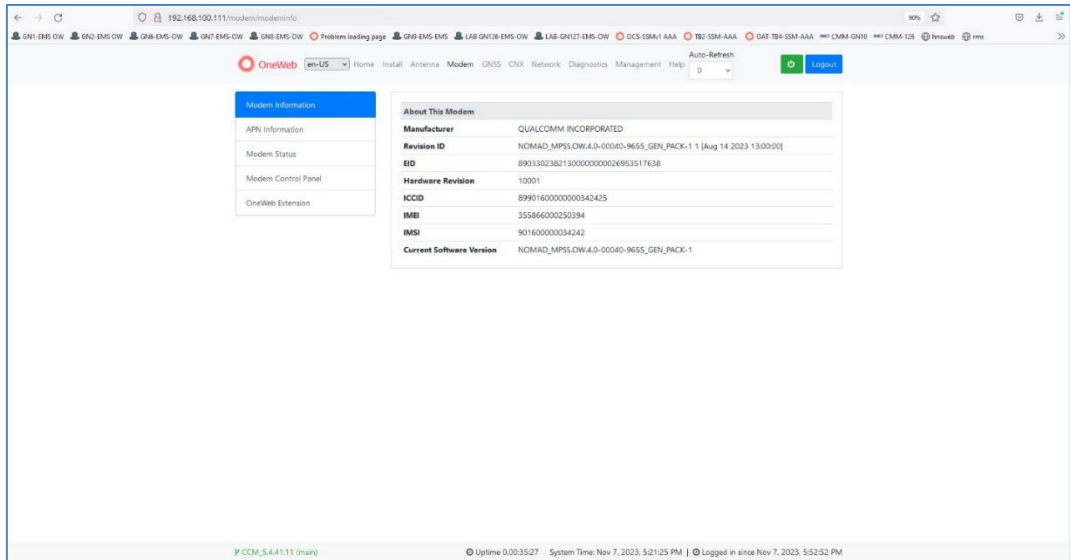 192.168.100.111/modem/modeminfo 90%
GN1-EMS OW GN2-EMS OW GN6-EMS OW GN7-EMS-OW GN8-EMS-OW Problem loading page GN9-EMS-EMS LAB GN126-EMS-OW LAB-GN127-EMS-OW OCS-SSMv1 AAA TB2-SSM-AAA OAT-TB4-SSM-AAA CMM-GN10 CMM-126 hnsweb rms
Auto-Refresh
OneWeb en-US Home Install Antenna Modem GNSS CNX Network Diagnostics Management Help 0 Logout
Modem Information
APN Information
Modem Status
Modem Control Panel
OneWeb Extension
About This Modem
Manufacturer QUALCOMM INCORPORATED
Revision ID NOMAD_MPSS.OW.4.0-00040-9655_GEN_PACK-1 1 [Aug 14 2023 13:00:00]
EID
Hardware Revision 10001
ICCID
IMEI 355866000250394
IMSI 901600000034242
Current Software Version NOMAD_MPSS.OW.4.0-00040-9655_GEN_PACK-1
CCM_5.4.41.11 (main) Uptime 0.00:35:27 System Time: Nov 7, 2023, 5:21:25 PM | Logged in since Nov 7, 2023, 5:52:52 PM